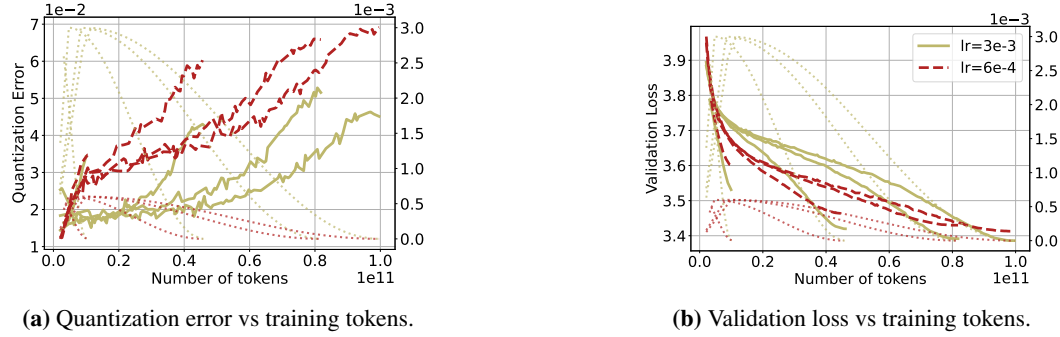 1e−2
1e−3
7
6
5
4
3
2
1
Quantization Error
3.0
2.5
2.0
1.5
1.0
0.5
0.0
0.0 0.2 0.4 0.6 0.8 1.0
Number of tokens
1e11
(a) Quantization error vs training tokens.
1e−3
3.9
3.8
3.7
3.6
3.5
3.4
Validation Loss
lr=3e-3
lr=6e-4
3.0
2.5
2.0
1.5
1.0
0.5
0.0
0.0 0.2 0.4 0.6 0.8 1.0
Number of tokens
1e11
(b) Validation loss vs training tokens.